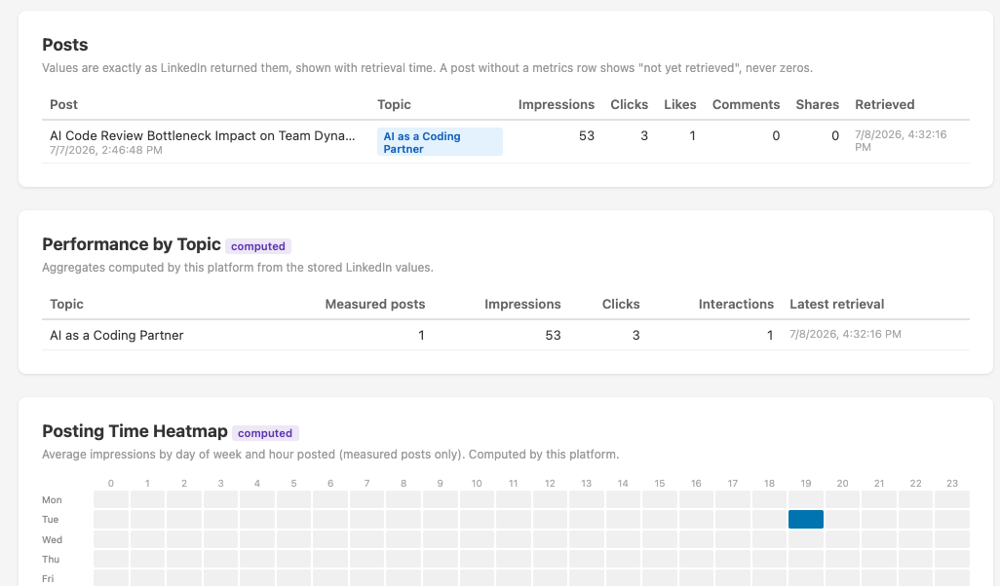 Posts
Values are exactly as LinkedIn returned them, shown with retrieval time. A post without a metrics row shows "not yet retrieved", never zeros.
Post Topic Impressions Clicks Likes Comments Shares Retrieved
AI Code Review Bottleneck Impact on Team Dyna... AI as a Coding 53 3 1 0 0 7/8/2026, 4:32:16
7/7/2026, 2:46:48 PM Partner PM
Performance by Topic computed
Aggregates computed by this platform from the stored LinkedIn values.
Topic Measured posts Impressions Clicks Interactions Latest retrieval
AI as a Coding Partner 1 53 3 1 7/8/2026, 4:32:16 PM
Posting Time Heatmap computed
Average impressions by day of week and hour posted (measured posts only). Computed by this platform.
0 1 2 3 4 5 6 7 8 9 10 11 12 13 14 15 16 17 18 19 20 21 22 23
Mon
Tue
Wed
Thu
Fri